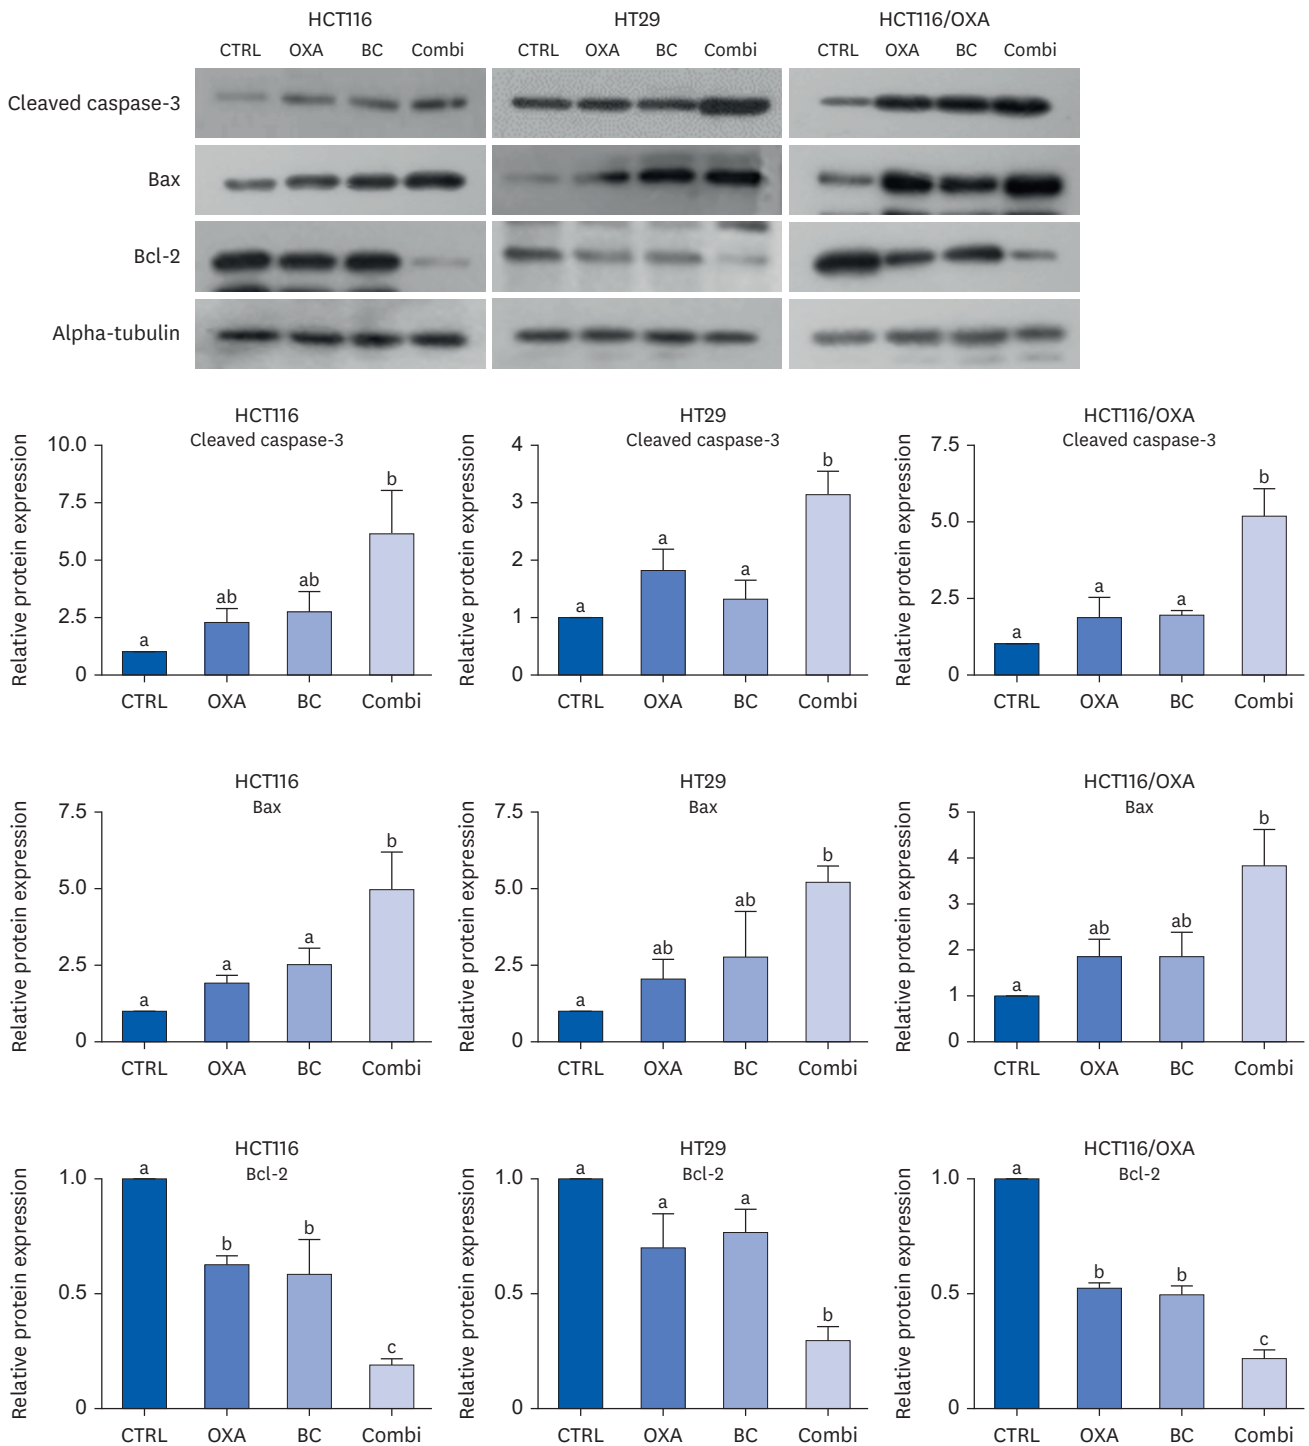 HCT116 HT29 HCT116/OXA
CTRL OXA BC Combi CTRL OXA BC Combi CTRL OXA BC Combi
Cleaved caspase-3
Bax
Bcl-2
Alpha-tubulin
HCT116
Cleaved caspase-3
Relative protein expression
10.0
7.5
5.0
2.5
0
a ab ab b
CTRL OXA BC Combi
HT29
Cleaved caspase-3
Relative protein expression
4
3
2
1
0
a a a b
CTRL OXA BC Combi
HCT116/OXA
Cleaved caspase-3
Relative protein expression
7.5
5.0
2.5
0
a a a b
CTRL OXA BC Combi
HCT116
Bax
Relative protein expression
7.5
5.0
2.5
0
a a a b
CTRL OXA BC Combi
HT29
Bax
Relative protein expression
7.5
5.0
2.5
0
a ab ab b
CTRL OXA BC Combi
HCT116/OXA
Bax
Relative protein expression
5
4
3
2
1
0
a ab ab b
CTRL OXA BC Combi
HCT116
Bcl-2
Relative protein expression
1.0
0.5
0
a b b c
CTRL OXA BC Combi
HT29
Bcl-2
Relative protein expression
1.0
0.5
0
a a a b
CTRL OXA BC Combi
HCT116/OXA
Bcl-2
Relative protein expression
1.0
0.5
0
a b b c
CTRL OXA BC Combi